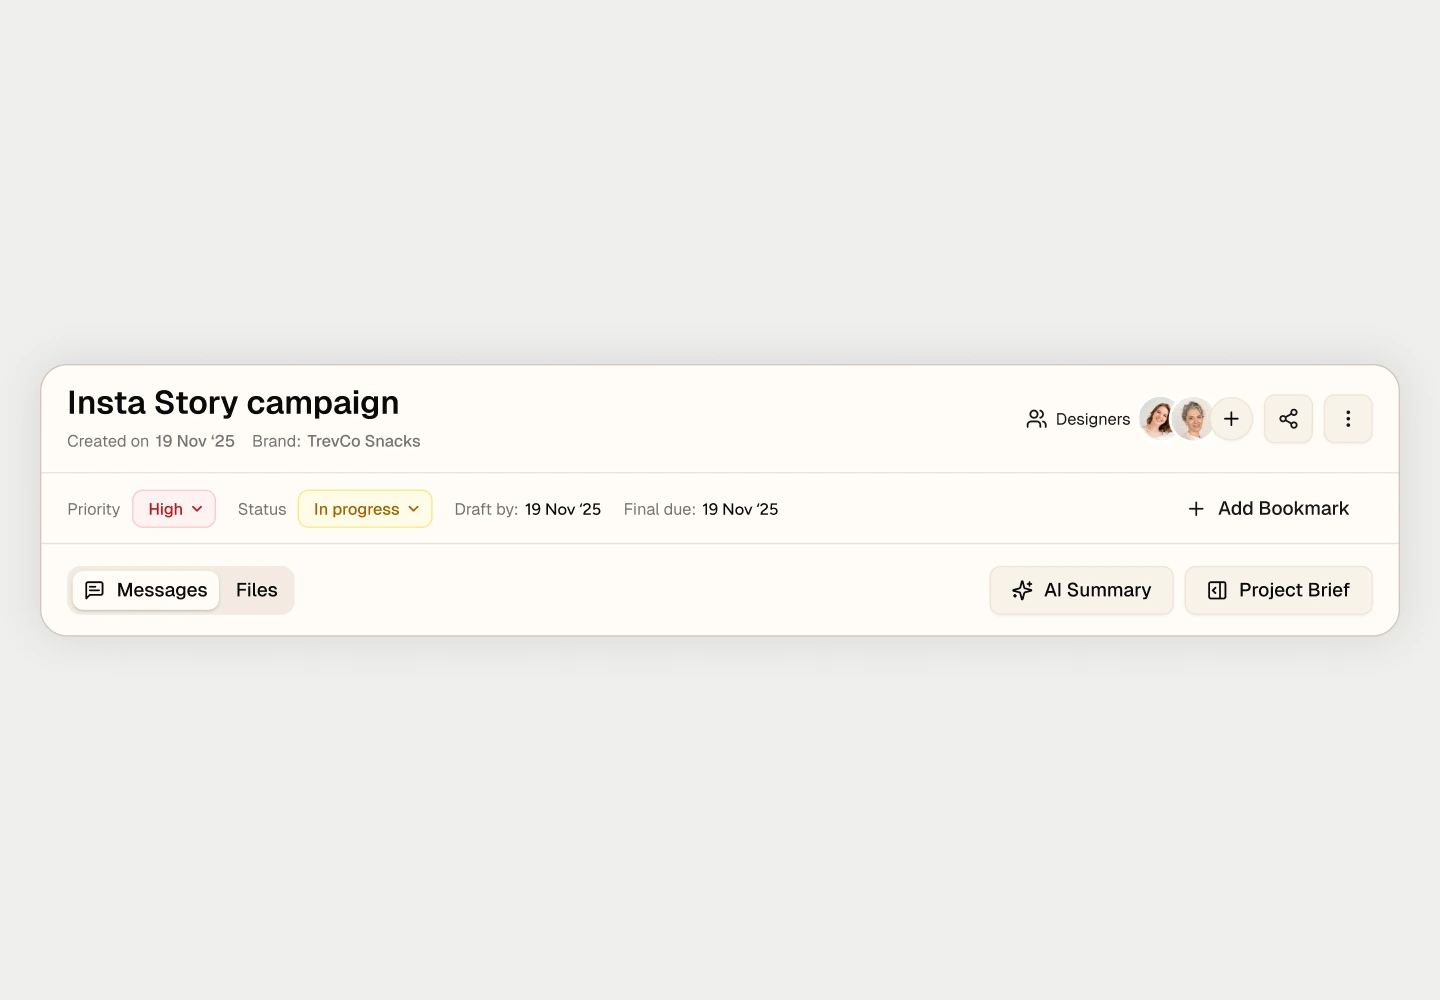 Insta Story campaign
Created on 19 Nov ‘25 Brand: TrevCo Snacks
Designers
Priority High Status In progress Draft by: 19 Nov ‘25 Final due: 19 Nov ‘25
Add Bookmark
Messages Files
AI Summary Project Brief